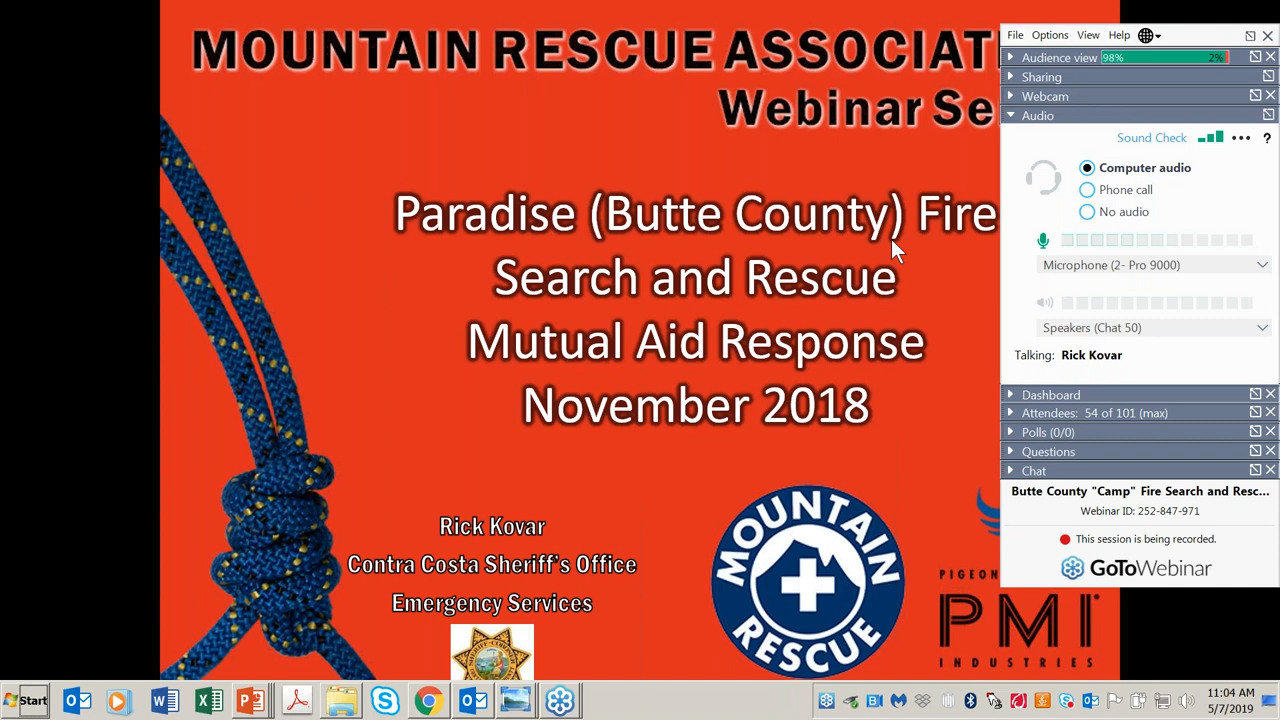 MOUNTAIN RESCUE ASSOCIAT
Webinar Se
Paradise (Butte County) Fire
Search and Rescue
Mutual Aid Response
November 2018
Rick Kovar
Contra Costa Sheriff's Office
Emergency Services
MOUNTAIN
RESCUE
PIGEON
PMI
INDUSTRIES
File Options View Help
Audience view 98% 2%
Sharing
Webcam
Audio
Sound Check ?
Computer audio
Phone call
No audio
Microphone (2- Pro 9000)
Speakers (Chat 50)
Talking: Rick Kovar
Dashboard
Attendees: 54 of 101 (max)
Polls (0/0)
Questions
Chat
Butte County "Camp" Fire Search and Resc...
Webinar ID: 252-847-971
This session is being recorded.
GoToWebinar
Start
11:04 AM
5/7/2019